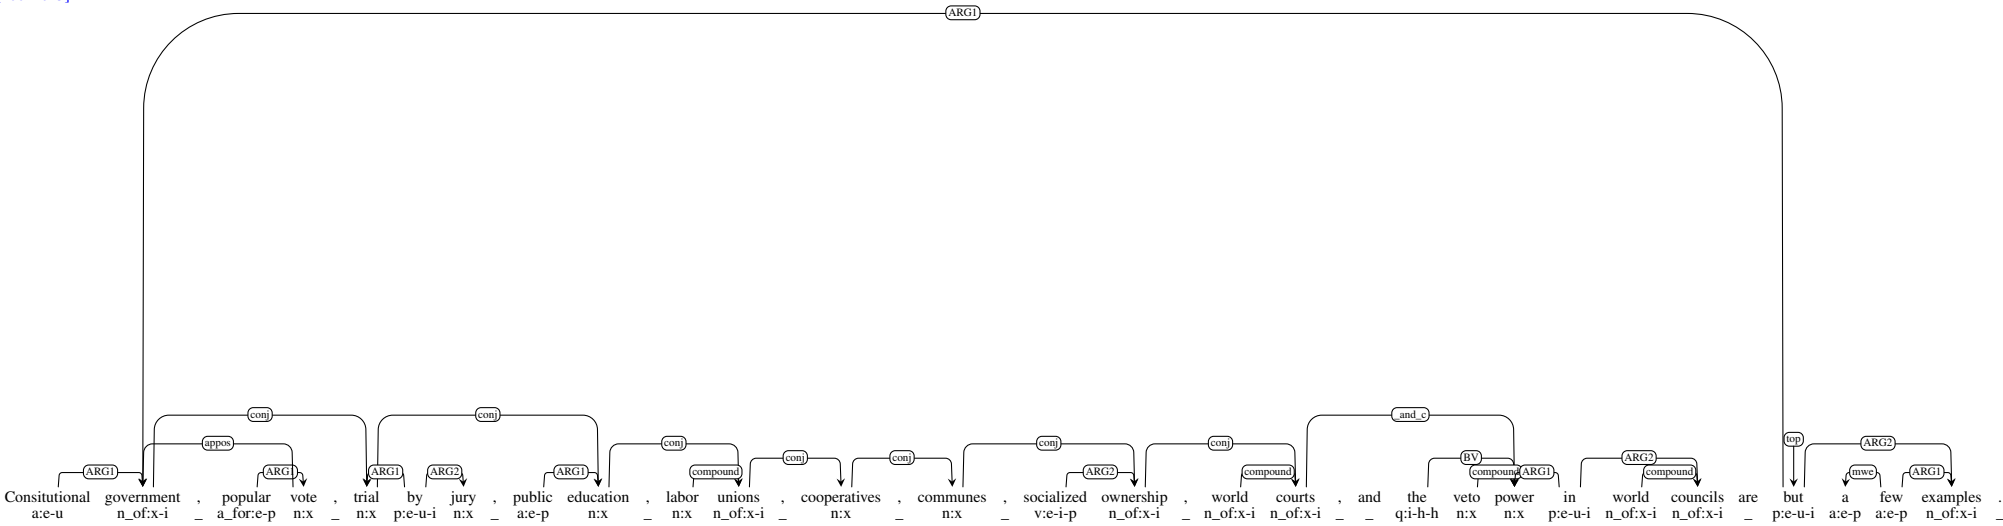 ARG1
conj conj _and_c
appos conj conj conj top ARG2
conj conj BV
ARG1 ARG1 ARG1 ARG2 ARG1 compound ARG2 compound compound ARG1 ARG2 compound mwe ARG1
Consitutional government , popular vote , trial by jury , public education , labor unions , cooperatives , communes , socialized ownership , world courts , and the veto power in world councils are but a few examples .
a:e-u n_of:x-i _ a_for:e-p n:x _ n:x p:e-u-i n:x _ a:e-p n:x _ n:x n_of:x-i _ n:x _ n:x _ v:e-i-p n_of:x-i _ n_of:x-i n_of:x-i _ _ q:i-h-h n:x n:x p:e-u-i n_of:x-i n_of:x-i _ p:e-u-i a:e-p a:e-p n_of:x-i _